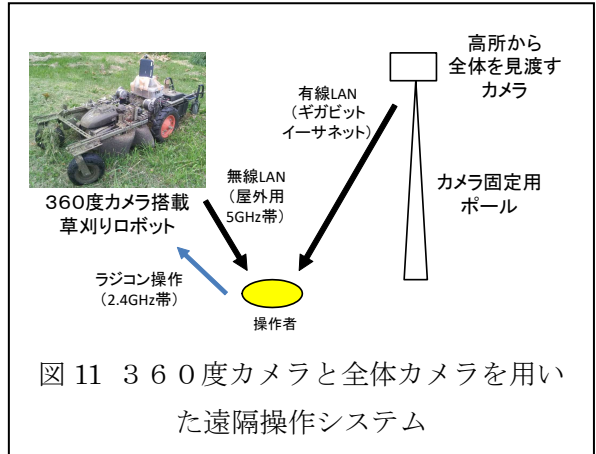 高所から
全体を見渡す
カメラ
有線LAN
（ギガビット
イーサネット）
無線LAN
（屋外用
5GHz帯）
カメラ固定用
ポール
３６０度カメラ搭載
草刈りロボット
ラジコン操作
（2.4GHz帯）
操作者
図 11 ３６０度カメラと全体カメラを用い
た遠隔操作システム